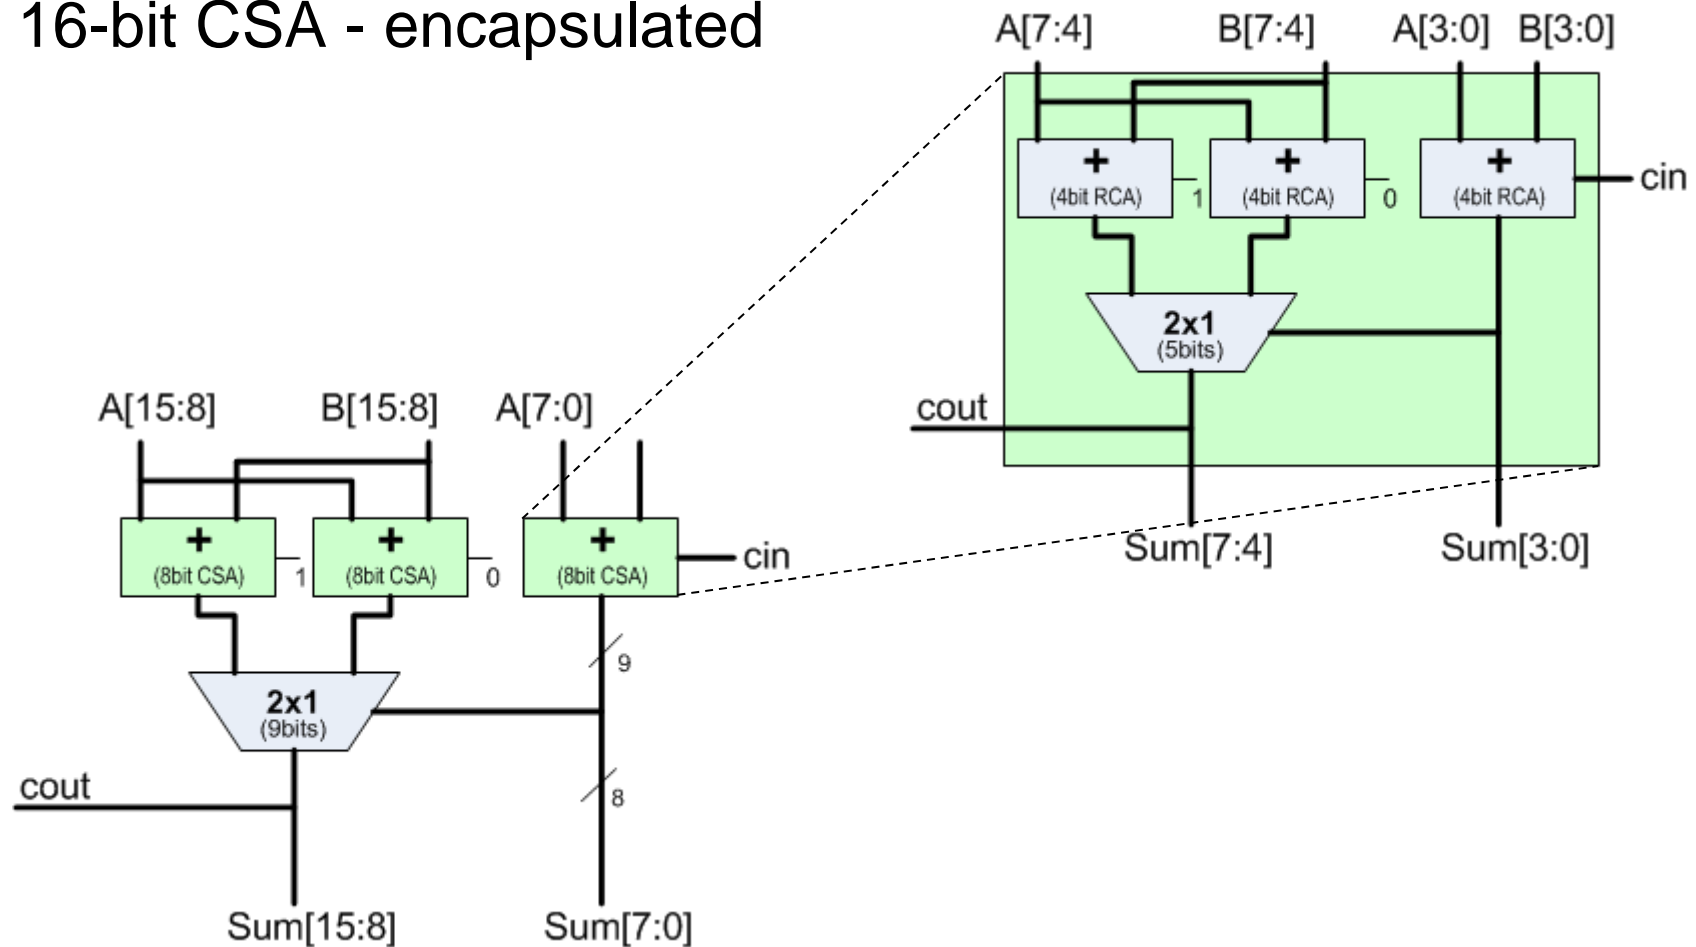 16-bit CSA - encapsulated
A[7:4] B[7:4] A[3:0] B[3:0]
+ + +
(4bit RCA) 1 (4bit RCA) 0 (4bit RCA) cin
2x1
(5bits)
cout
Sum[7:4] Sum[3:0]
A[15:8] B[15:8] A[7:0]
+ + +
(8bit CSA) 1 (8bit CSA) 0 (8bit CSA) cin
9
2x1
(9bits)
cout
8
Sum[15:8] Sum[7:0]